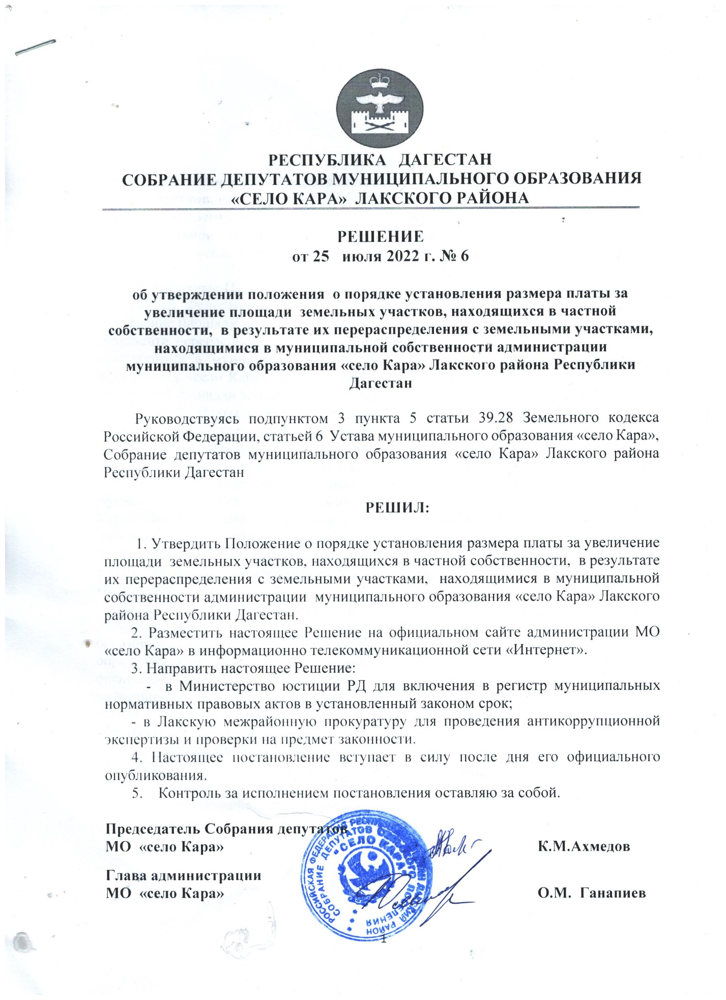 РЕСПУБЛИКА ДАГЕСТАН
СОБРАНИЕ ДЕПУТАТОВ МУНИЦИПАЛЬНОГО ОБРАЗОВАНИЯ
«СЕЛО КАРА» ЛАКСКОГО РАЙОНА
РЕШЕНИЕ
от 25 июля 2022 г. № 6
об утверждении положения о порядке установления размера платы за
увеличение площади земельных участков, находящихся в частной
собственности, в результате их перераспределения с земельными участками,
находящимися в муниципальной собственности администрации
муниципального образования «село Кара» Лакского района Республики
Дагестан
Руководствуясь подпунктом 3 пункта 5 статьи 39.28 Земельного кодекса
Российской Федерации, статьей 6 Устава муниципального образования «село Кара»,
Собрание депутатов муниципального образования «село Кара» Лакского района
Республики Дагестан
РЕШИЛ:
1. Утвердить Положение о порядке установления размера платы за увеличение
площади земельных участков, находящихся в частной собственности, в результате
их перераспределения с земельными участками, находящимися в муниципальной
собственности администрации муниципального образования «село Кара» Лакского
района Республики Дагестан.
2. Разместить настоящее Решение на официальном сайте администрации МО
«село Кара» в информационно телекоммуникационной сети «Интернет».
3. Направить настоящее Решение:
- в Министерство юстиции РД для включения в регистр муниципальных
нормативных правовых актов в установленный законом срок;
- в Лакскую межрайонную прокуратуру для проведения антикоррупционной
экспертизы и проверки на предмет законности.
4. Настоящее постановление вступает в силу после дня его официального
опубликования.
5. Контроль за исполнением постановления оставляю за собой.
Председатель Собрания депутатов
МО «село Кара» К.М.Ахмедов
Глава администрации
МО «село Кара» О.М. Ганапиев
РОССИЙСКАЯ ФЕДЕРАЦИЯ РЕСПУБЛИКА ЛАКСКИЙ РАЙОН
СОБРАНИЕ ДЕПУТАТОВ СЕЛЬСКОГО ПОСЕЛЕНИЯ
"СЕЛО КАРА"
1